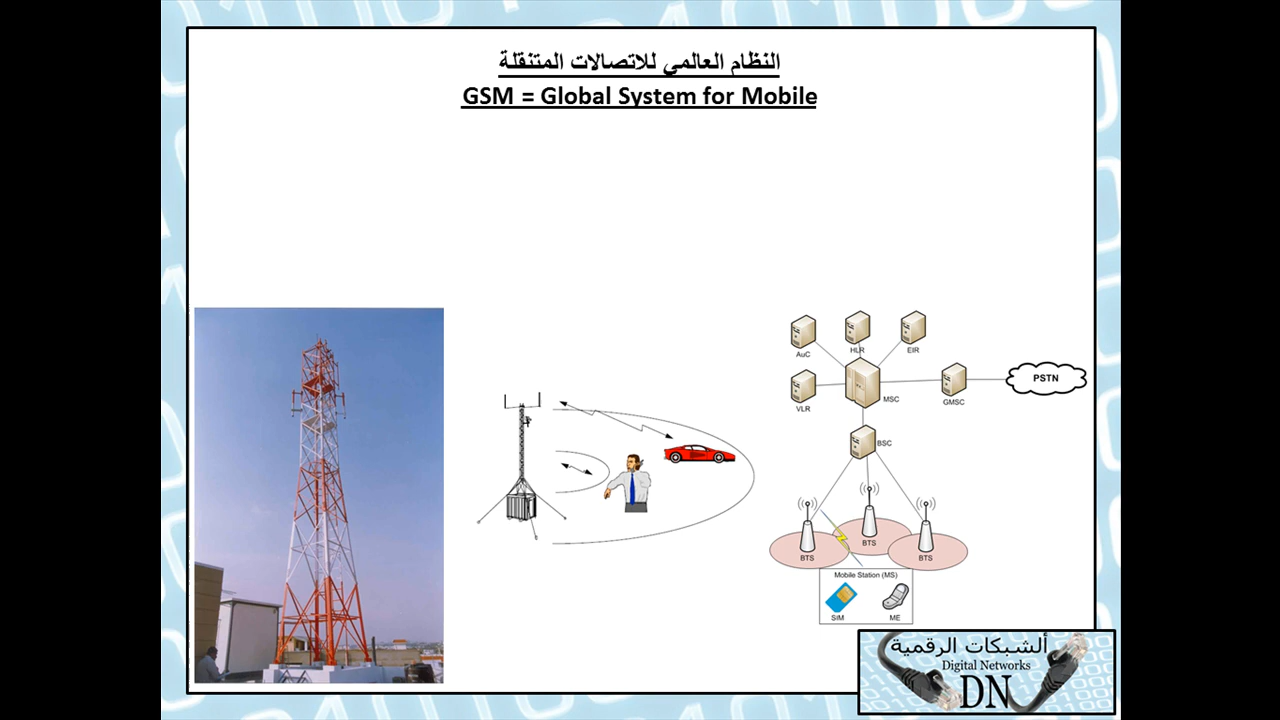 النظام العالمي للاتصالات المتنقلة
GSM = Global System for Mobile
AuC
HLR
EIR
VLR
MSC
GMSC
PSTN
BSC
BTS
BTS
BTS
Mobile Station (MS)
SIM
ME
ألشبكات الرقمية
Digital Networks
DN